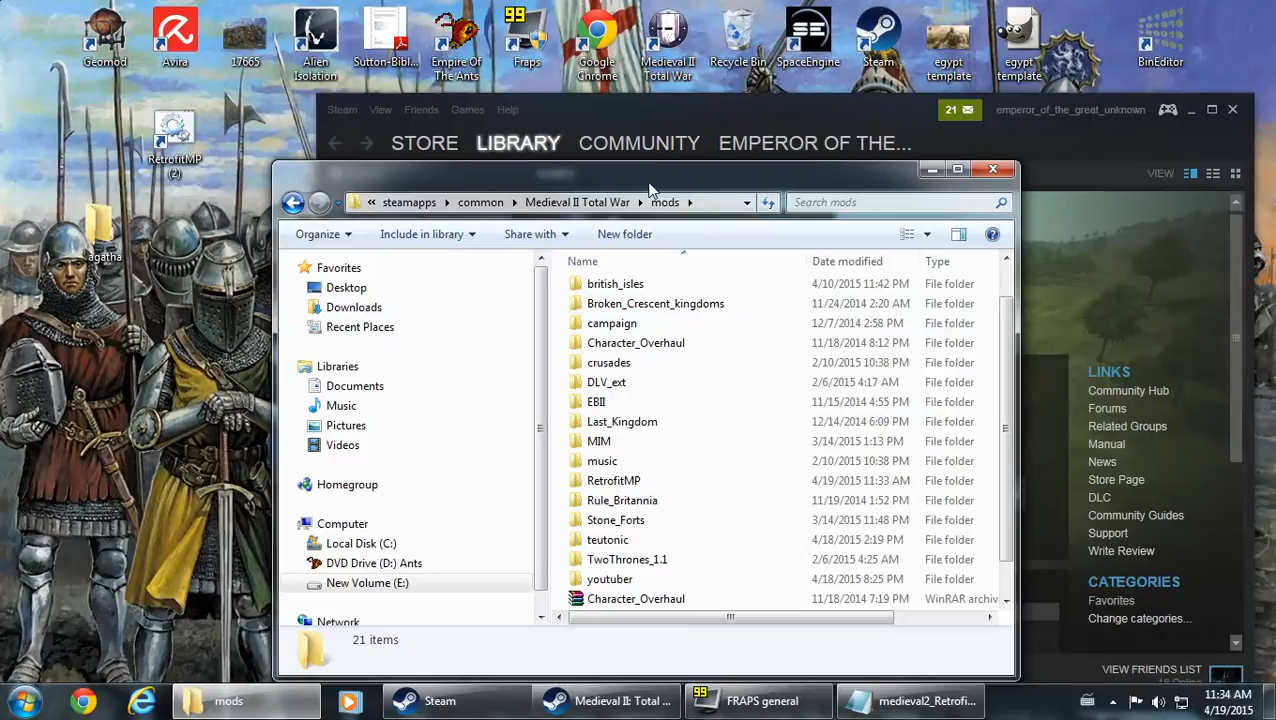 Geomod
Avira
17665
Alien Isolation
Sutton-Bibl...
Empire Of The Ants
99
Fraps
Google Chrome
Medieval II Total War
Recycle Bin
SE
SpaceEngine
Steam
egypt template
egypt template
BinEditor
RetrofitMP (2)
agatha
Steam View Friends Games Help
21
emperor_of_the_great_unknown
STORE LIBRARY COMMUNITY EMPEROR OF THE...
VIEW
« steamapps common Medieval II Total War mods
Search mods
Organize Include in library Share with New folder
Favorites
Desktop
Downloads
Recent Places
Libraries
Documents
Music
Pictures
Videos
Homegroup
Computer
Local Disk (C:)
DVD Drive (D:) Ants
New Volume (E:)
Network
Name Date modified Type
british_isles 4/10/2015 11:42 PM File folder
Broken_Crescent_kingdoms 11/24/2014 2:20 AM File folder
campaign 12/7/2014 2:58 PM File folder
Character_Overhaul 11/18/2014 8:12 PM File folder
crusades 2/10/2015 10:38 PM File folder
DLV_ext 2/6/2015 4:17 AM File folder
EBII 11/15/2014 4:55 PM File folder
Last_Kingdom 12/14/2014 6:09 PM File folder
MIM 3/14/2015 1:13 PM File folder
music 2/10/2015 10:38 PM File folder
RetrofitMP 4/19/2015 11:33 AM File folder
Rule_Britannia 11/19/2014 1:52 PM File folder
Stone_Forts 3/14/2015 11:48 PM File folder
teutonic 4/18/2015 2:19 PM File folder
TwoThrones_1.1 2/6/2015 4:25 AM File folder
youtuber 4/18/2015 8:25 PM File folder
Character_Overhaul 11/18/2014 7:19 PM WinRAR archiv
21 items
LINKS
Community Hub
Forums
Related Groups
Manual
News
Store Page
DLC
Community Guides
Support
Write Review
CATEGORIES
Favorites
Change categories...
VIEW FRIENDS LIST
18 Online
mods
Steam
Medieval II: Total ...
99
FRAPS general
medieval2_Retrofi...
11:34 AM
4/19/2015